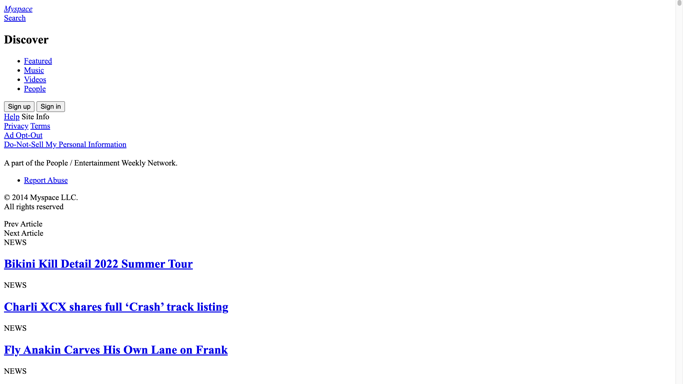 Myspace
Search
Discover
Featured
Music
Videos
People
Sign up Sign in
Help Site Info
Privacy Terms
Ad Opt-Out
Do-Not-Sell My Personal Information
A part of the People / Entertainment Weekly Network.
Report Abuse
© 2014 Myspace LLC.
All rights reserved
Prev Article
Next Article
NEWS
Bikini Kill Detail 2022 Summer Tour
NEWS
Charli XCX shares full ‘Crash’ track listing
NEWS
Fly Anakin Carves His Own Lane on Frank
NEWS